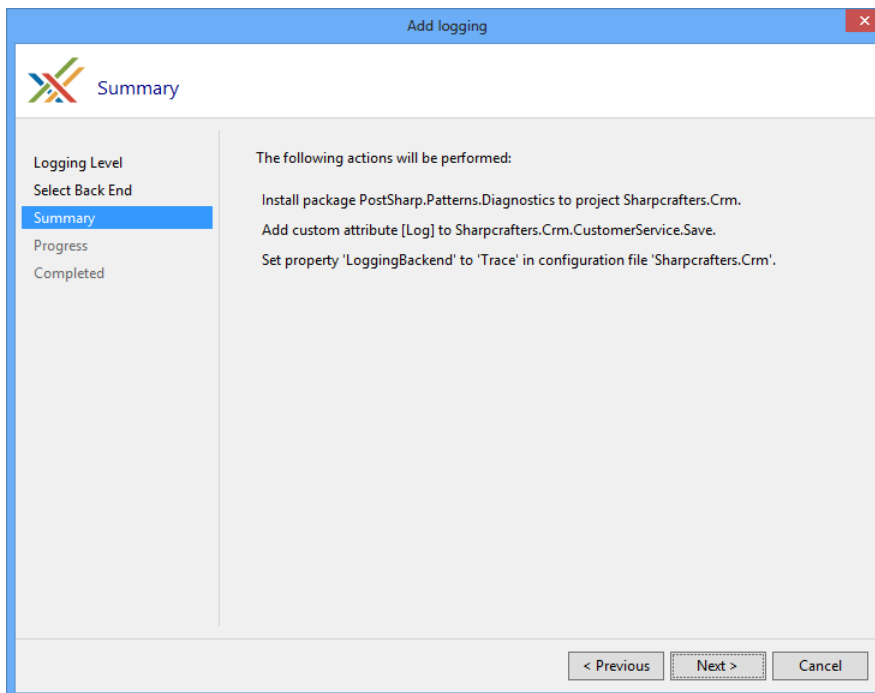 Add logging
Summary
Logging Level
Select Back End
Summary
Progress
Completed
The following actions will be performed:
Install package PostSharp.Patterns.Diagnostics to project Sharpcrafters.Crm.
Add custom attribute [Log] to Sharpcrafters.Crm.CustomerService.Save.
Set property 'LoggingBackend' to 'Trace' in configuration file 'Sharpcrafters.Crm'.
< Previous
Next >
Cancel